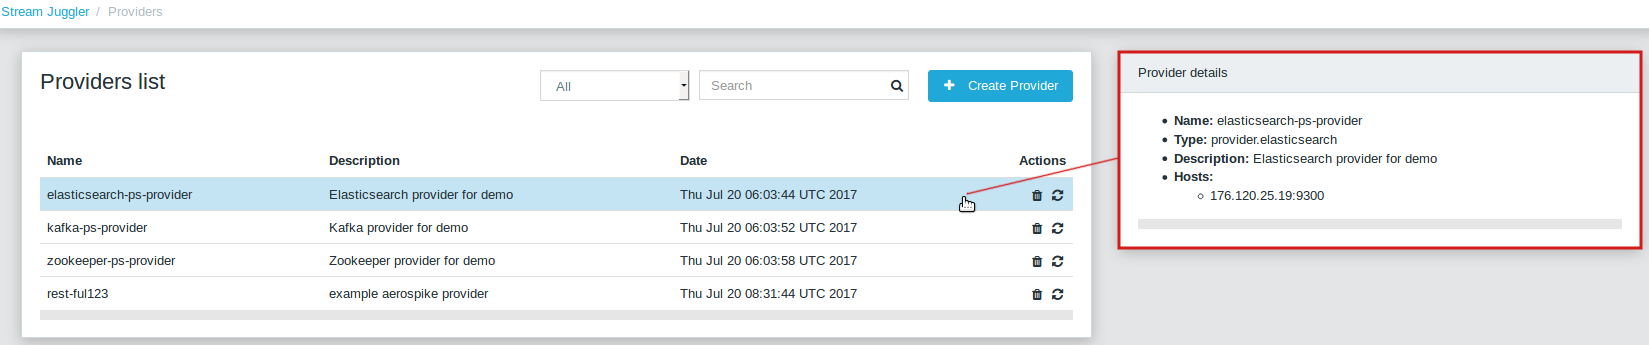 Stream Juggler / Providers
Providers list
All
Search
Create Provider
Name Description Date Actions
elasticsearch-ps-provider Elasticsearch provider for demo Thu Jul 20 06:03:44 UTC 2017
kafka-ps-provider Kafka provider for demo Thu Jul 20 06:03:52 UTC 2017
zookeeper-ps-provider Zookeeper provider for demo Thu Jul 20 06:03:58 UTC 2017
rest-ful123 example aerospike provider Thu Jul 20 08:31:44 UTC 2017
Provider details
Name: elasticsearch-ps-provider
Type: provider.elasticsearch
Description: Elasticsearch provider for demo
Hosts:
176.120.25.19:9300